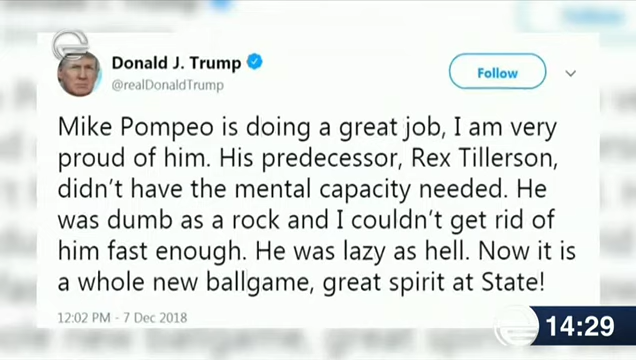 Donald J. Trump
@realDonaldTrump
Follow
Mike Pompeo is doing a great job, I am very
proud of him. His predecessor, Rex Tillerson,
didn't have the mental capacity needed. He
was dumb as a rock and I couldn't get rid of
him fast enough. He was lazy as hell. Now it is
a whole new ballgame, great spirit at State!
12:02 PM - 7 Dec 2018
14:29